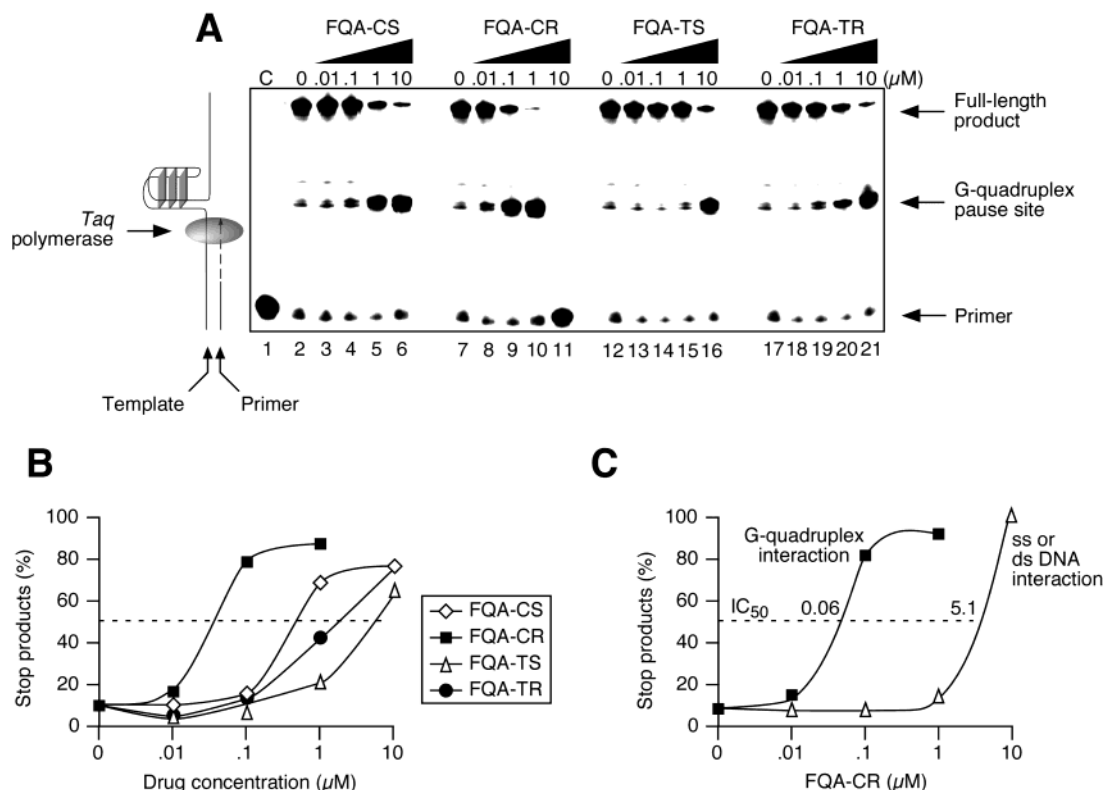 A
FQA-CS FQA-CR FQA-TS FQA-TR
C 0 .01 .1 1 10 0 .01 .1 1 10 0 .01 .1 1 10 0 .01 .1 1 10 (µM)
Full-length
product
G-quadruplex
pause site
Taq
polymerase
Primer
1 2 3 4 5 6 7 8 9 10 11 12 13 14 15 16 17 18 19 20 21
Template Primer
B
Stop products (%)
100
80
60
40
20
0
0 .01 .1 1 10
Drug concentration (µM)
FQA-CS
FQA-CR
FQA-TS
FQA-TR
C
Stop products (%)
100
80
60
40
20
0
G-quadruplex
interaction
ss or
ds DNA
interaction
IC50 0.06 5.1
0 .01 .1 1 10
FQA-CR (µM)